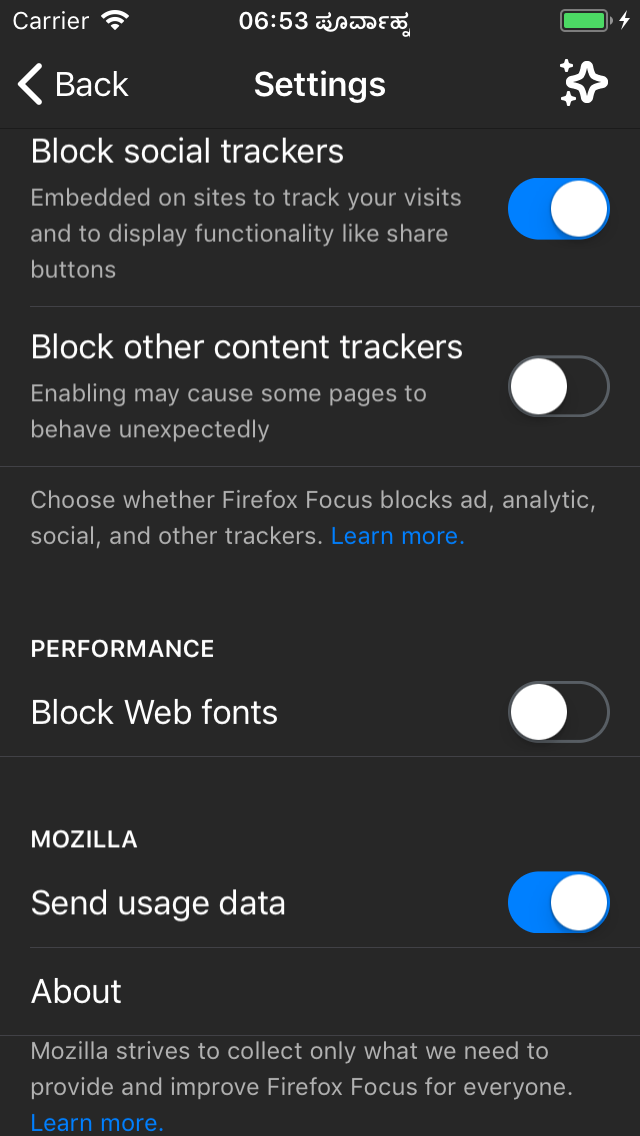 Carrier 06:53 ಪೂರ್ವಾಹ್ನ
Back Settings
Block social trackers
Embedded on sites to track your visits
and to display functionality like share
buttons
Block other content trackers
Enabling may cause some pages to
behave unexpectedly
Choose whether Firefox Focus blocks ad, analytic,
social, and other trackers. Learn more.
PERFORMANCE
Block Web fonts
MOZILLA
Send usage data
About
Mozilla strives to collect only what we need to
provide and improve Firefox Focus for everyone.
Learn more.